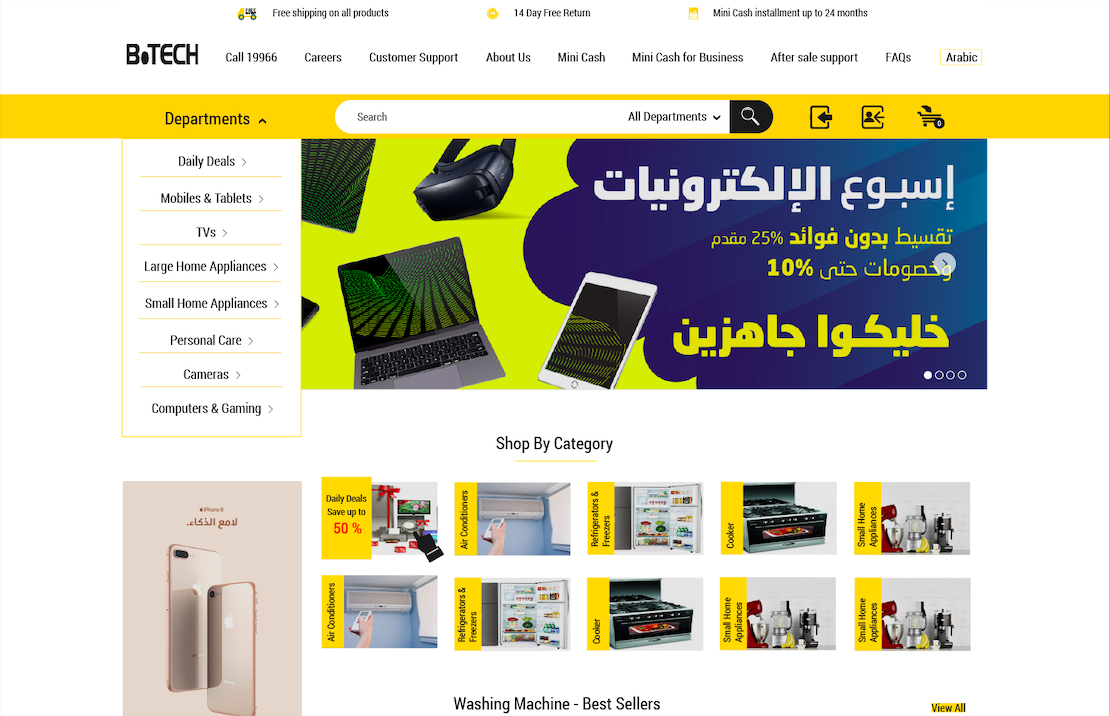 Free shipping on all products
14 Day Free Return
Mini Cash installment up to 24 months
B.TECH
Call 19966
Careers
Customer Support
About Us
Mini Cash
Mini Cash for Business
After sale support
FAQs
Arabic
Departments
Search
All Departments
0
Daily Deals
Mobiles & Tablets
TVs
Large Home Appliances
Small Home Appliances
Personal Care
Cameras
Computers & Gaming
إسبوع الإلكترونيات
تقسيط بدون فوائد 25% مقدم
وخصومات حتى 10%
خليكوا جاهزين
Shop By Category
iPhone 8
لامع الذكاء.
Daily Deals
Save up to
50 %
Air Conditioners
Refrigerators &
Freezers
Cooker
Small Home
Appliances
Air Conditioners
Refrigerators &
Freezers
Cooker
Small Home
Appliances
Small Home
Appliances
Washing Machine - Best Sellers
View All